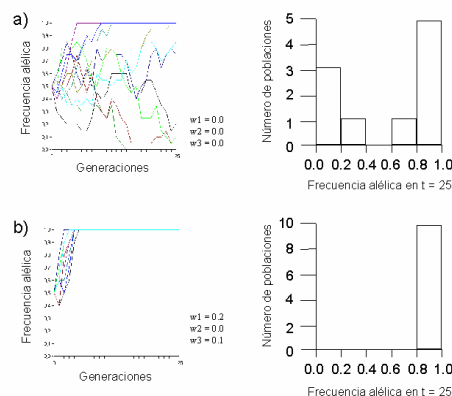 a)
Frecuencia alélica
Generaciones
w1 = 0.0
w2 = 0.0
w3 = 0.0
Número de poblaciones
5
4
3
2
1
0
0.0 0.2 0.4 0.6 0.8 1.0
Frecuencia alélica en t = 25
b)
Frecuencia alélica
Generaciones
w1 = 0.2
w2 = 0.0
w3 = 0.1
Número de poblaciones
10
8
6
4
2
0
0.0 0.2 0.4 0.6 0.8 1.0
Frecuencia alélica en t = 25